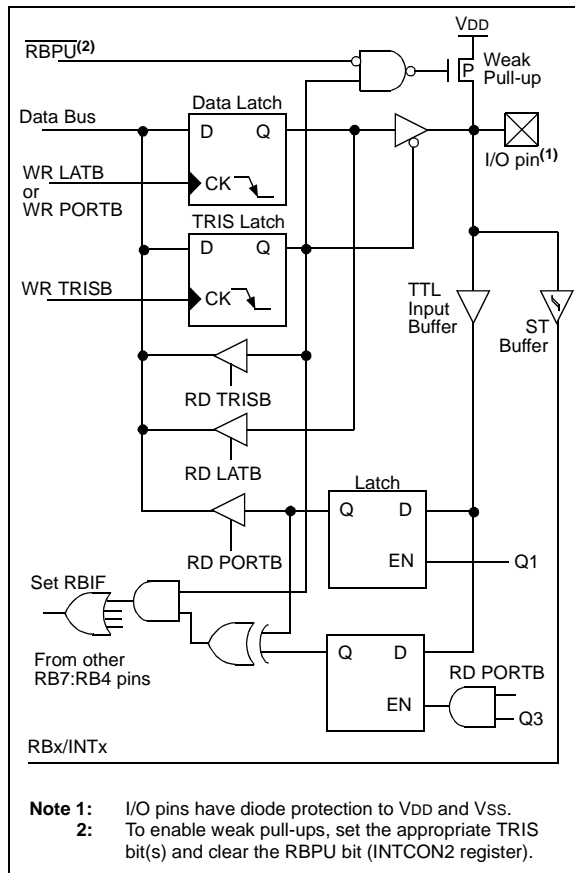 VDD
RBPU(2)
P
Weak
Pull-up
Data Bus
Data Latch
D Q
CK
I/O pin(1)
WR LATB
or
WR PORTB
TRIS Latch
D Q
CK
WR TRISB
TTL
Input
Buffer
ST
Buffer
RD TRISB
RD LATB
Latch
Q D
EN
Q1
RD PORTB
Set RBIF
From other
RB7:RB4 pins
Q D
EN
RD PORTB
Q3
RBx/INTx
Note 1: I/O pins have diode protection to VDD and VSS.
2: To enable weak pull-ups, set the appropriate TRIS
bit(s) and clear the RBPU bit (INTCON2 register).